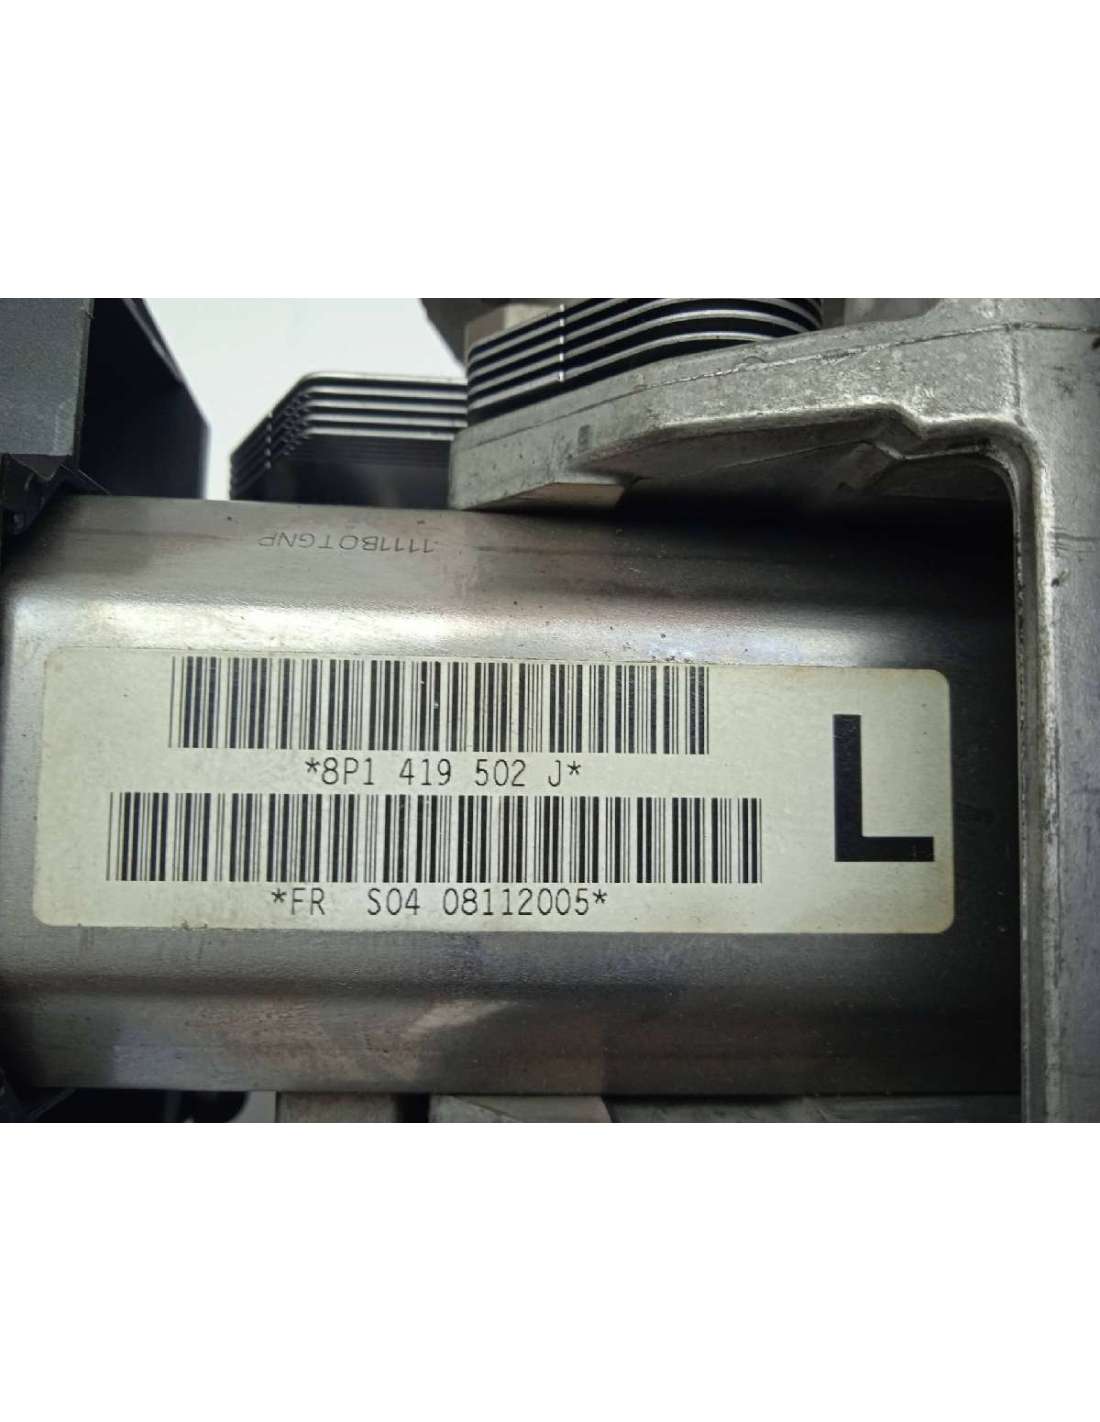 .1111BOTGNP
*8P1 419 502 J*
L
*FR S04 08112005*